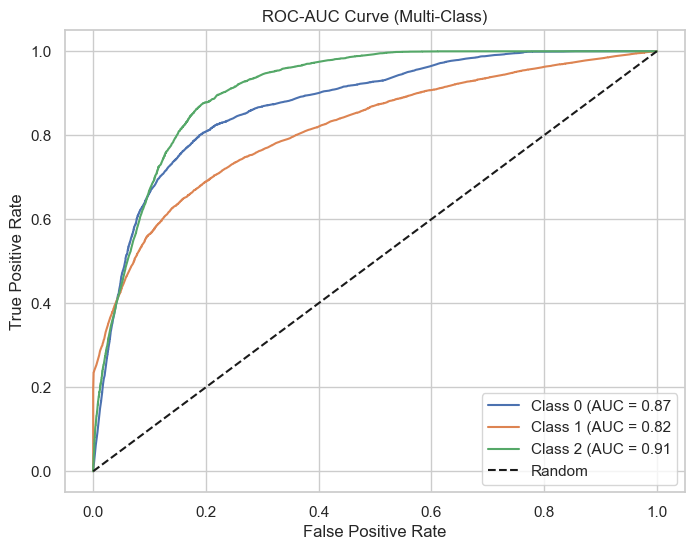 ROC-AUC Curve (Multi-Class)
1.0
0.8
0.6
0.4
0.2
0.0
True Positive Rate
0.0 0.2 0.4 0.6 0.8 1.0
False Positive Rate
Class 0 (AUC = 0.87
Class 1 (AUC = 0.82
Class 2 (AUC = 0.91
Random